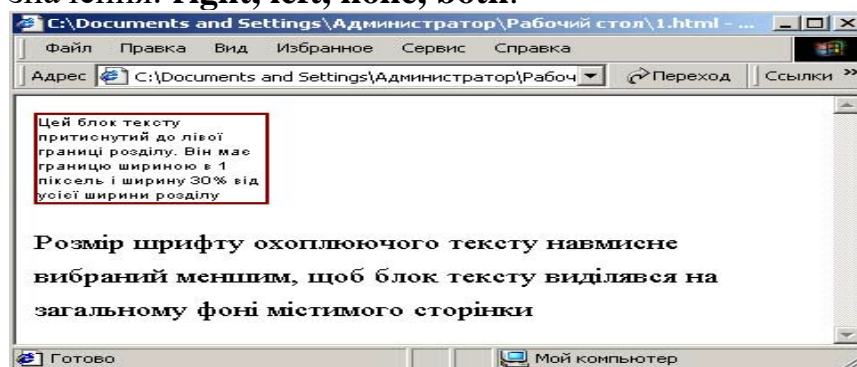 значения: right, left, none, both.
C:\Documents and Settings\Администратор\Рабочий стол\1.html - ...
Файл Правка Вид Избранное Сервис Справка
Адрес C:\Documents and Settings\Администратор\Рабоч Переход Ссылки »
Цей блок тексту
притиснутий до лівої
границі розділу. Він має
границю шириною в 1
піксель і ширину 30% від
усієї ширини розділу
Розмір шрифту охоплюючого тексту навмисне
вибраний меншим, щоб блок тексту виділявся на
загальному фоні містимого сторінки
Готово Мой компьютер